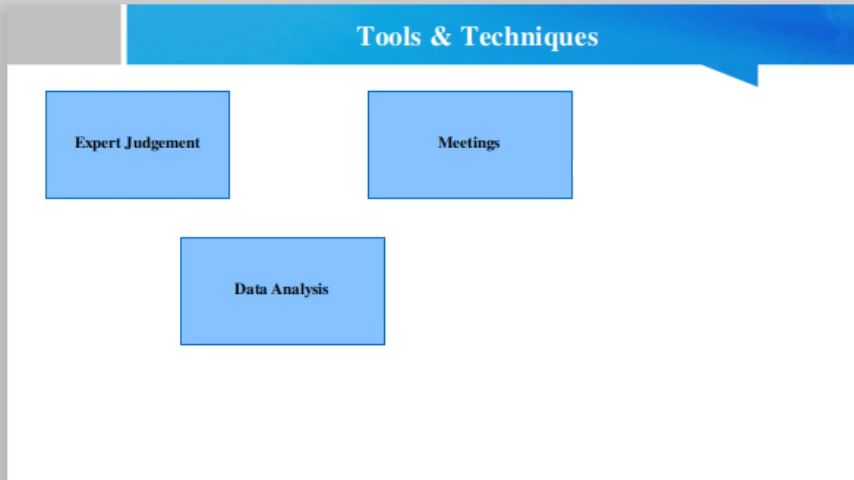 Tools & Techniques
Expert Judgement
Meetings
Data Analysis